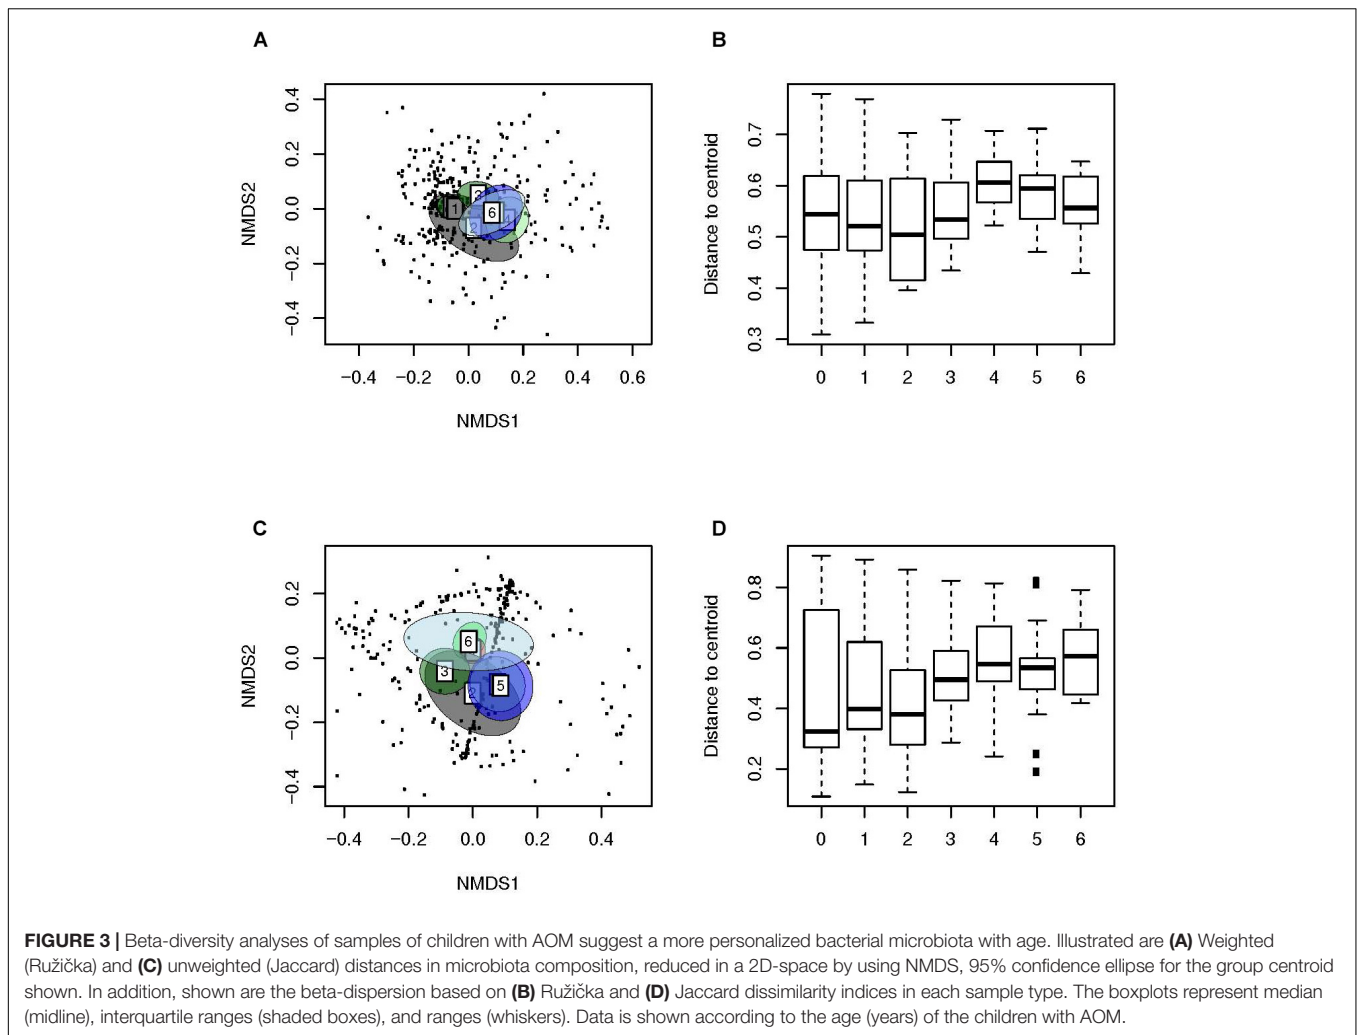 A
B
0.4
0.2
0.0
−0.2
−0.4
NMDS2
1
3
2
4
6
−0.4 −0.2 0.0 0.2 0.4 0.6
NMDS1
0.7
0.6
0.5
0.4
0.3
Distance to centroid
0 1 2 3 4 5 6
C
D
0.2
0.0
−0.2
−0.4
NMDS2
6
3
2
5
−0.4 −0.2 0.0 0.2 0.4
NMDS1
0.8
0.6
0.4
0.2
Distance to centroid
0 1 2 3 4 5 6
FIGURE 3 | Beta-diversity analyses of samples of children with AOM suggest a more personalized bacterial microbiota with age. Illustrated are (A) Weighted
(Ružička) and (C) unweighted (Jaccard) distances in microbiota composition, reduced in a 2D-space by using NMDS, 95% confidence ellipse for the group centroid
shown. In addition, shown are the beta-dispersion based on (B) Ružička and (D) Jaccard dissimilarity indices in each sample type. The boxplots represent median
(midline), interquartile ranges (shaded boxes), and ranges (whiskers). Data is shown according to the age (years) of the children with AOM.